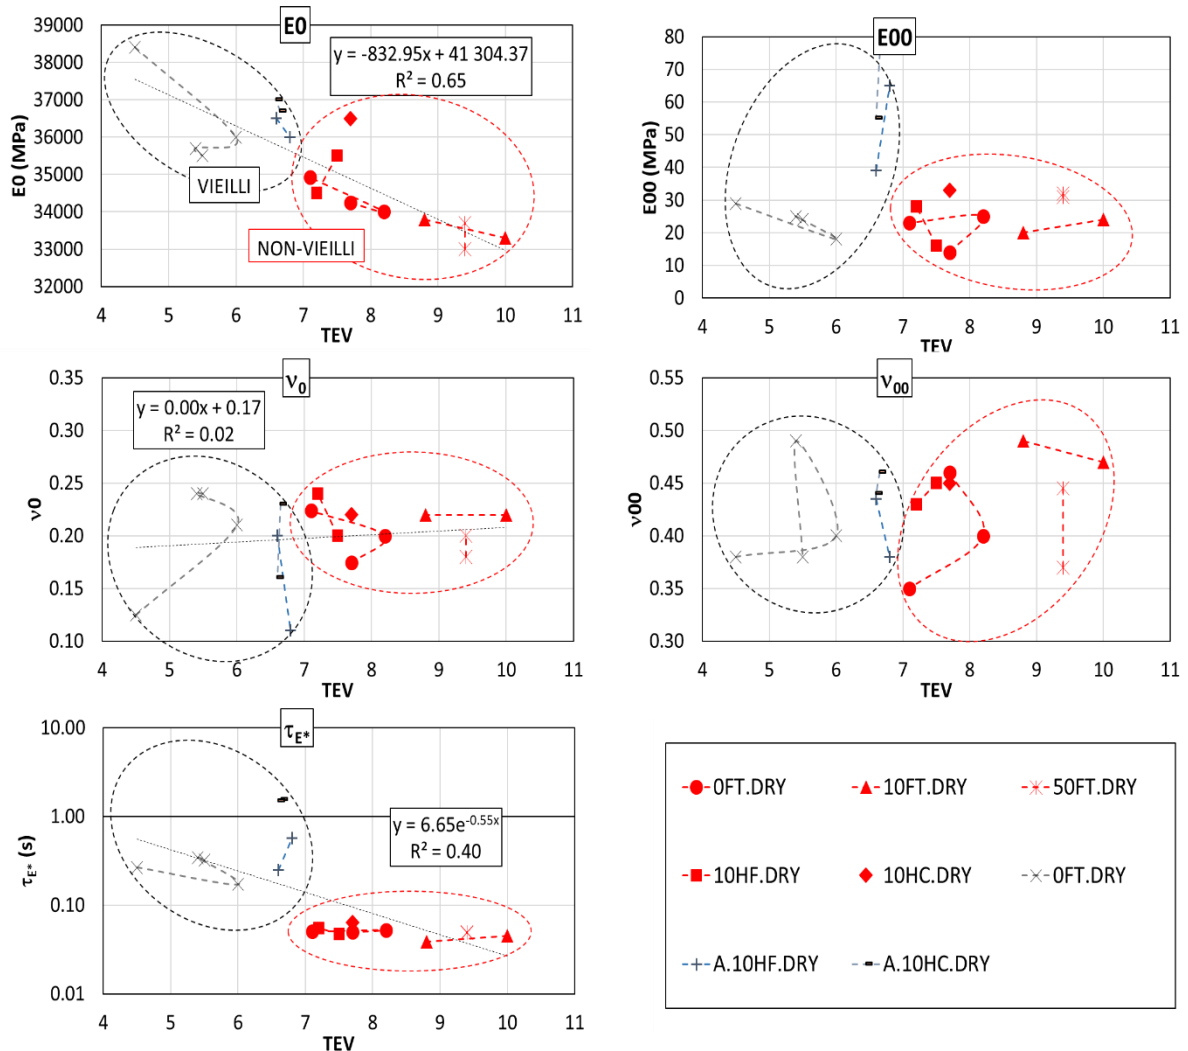 E0
39000
38000
37000
36000
35000
34000
33000
32000
E0 (MPa)
y = -832.95x + 41 304.37
R² = 0.65
VIEILLI
NON-VIEILLI
4 5 6 7 8 9 10 11
TEV
E00
80
70
60
50
40
30
20
10
0
E00 (MPa)
4 5 6 7 8 9 10 11
TEV
ν0
0.35
0.30
0.25
0.20
0.15
0.10
ν0
y = 0.00x + 0.17
R² = 0.02
4 5 6 7 8 9 10 11
TEV
ν00
0.55
0.50
0.45
0.40
0.35
0.30
ν00
4 5 6 7 8 9 10 11
TEV
τE*
10.00
1.00
0.10
0.01
τE* (s)
y = 6.65e-0.55x
R² = 0.40
4 5 6 7 8 9 10 11
TEV
0FT.DRY 10FT.DRY 50FT.DRY
10HF.DRY 10HC.DRY 0FT.DRY
A.10HF.DRY A.10HC.DRY